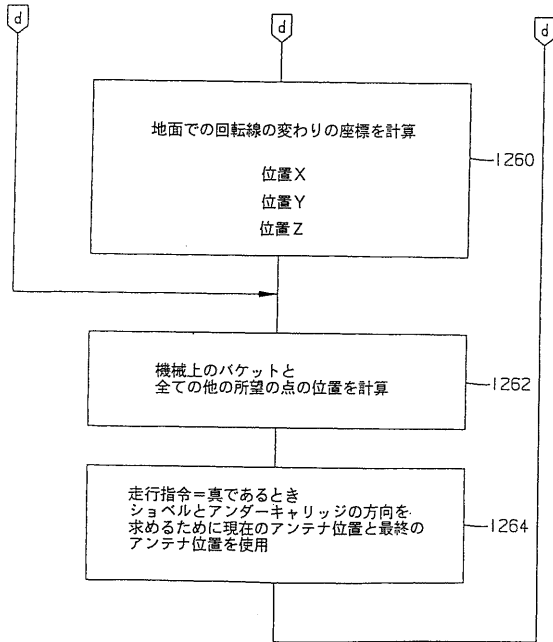 d
d
d
地面での回転線の変わりの座標を計算
位置X
位置Y
位置Z
1260
機械上のバケットと
全ての他の所望の点の位置を計算
1262
走行指令=真であるとき
ショベルとアンダーキャリッジの方向を
求めるために現在のアンテナ位置と最終の
アンテナ位置を使用
1264